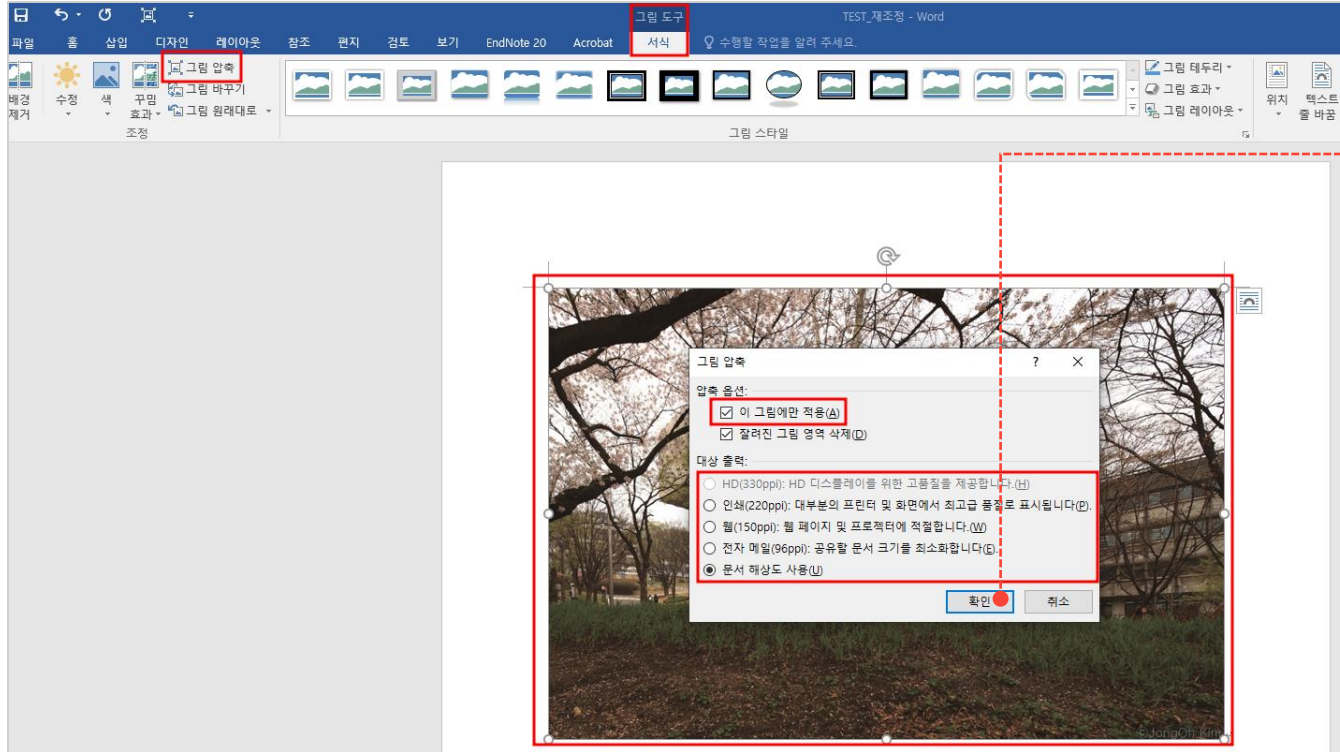 그림 도구
TEST_재조정 - Word
파일 홈 삽입 디자인 레이아웃 참조 편지 검토 보기 EndNote 20 Acrobat 서식 수행할 작업을 알려 주세요.
배경
제거
수정
색
꾸밈
효과
그림 압축
그림 바꾸기
그림 원래대로
조정
그림 스타일
그림 테두리
그림 효과
그림 레이아웃
위치
텍스트
줄 바꿈
그림 압축 ? ×
압축 옵션:
이 그림에만 적용(A)
잘려진 그림 영역 삭제(D)
대상 출력:
HD(330ppi): HD 디스플레이를 위한 고품질을 제공합니다.(H)
인쇄(220ppi): 대부분의 프린터 및 화면에서 최고급 품질로 표시됩니다(P).
웹(150ppi): 웹 페이지 및 프로젝터에 적절합니다.(W)
전자 메일(96ppi): 공유할 문서 크기를 최소화합니다(E).
문서 해상도 사용(U)
확인 취소
©JongOh Kim